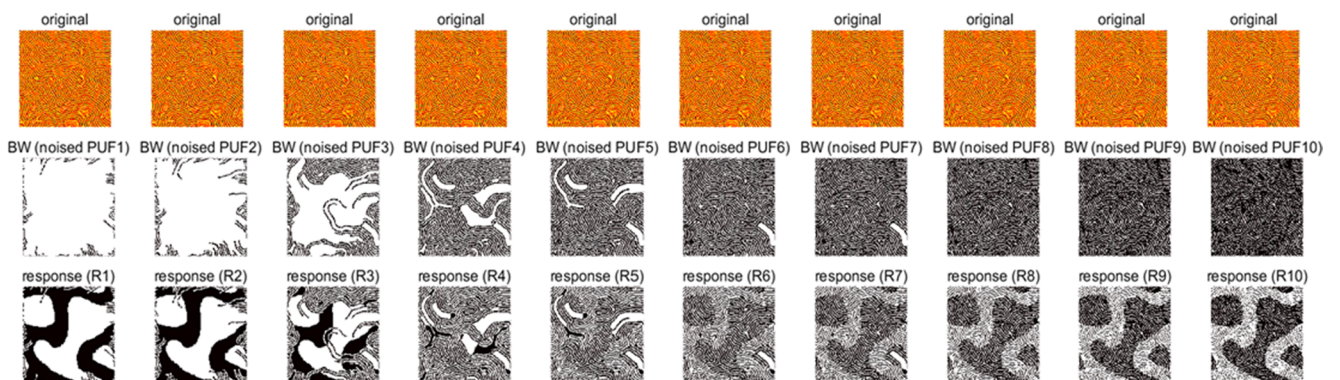 original original original original original original original original original original
BW (noised PUF1) BW (noised PUF2) BW (noised PUF3) BW (noised PUF4) BW (noised PUF5) BW (noised PUF6) BW (noised PUF7) BW (noised PUF8) BW (noised PUF9) BW (noised PUF10)
response (R1) response (R2) response (R3) response (R4) response (R5) response (R6) response (R7) response (R8) response (R9) response (R10)